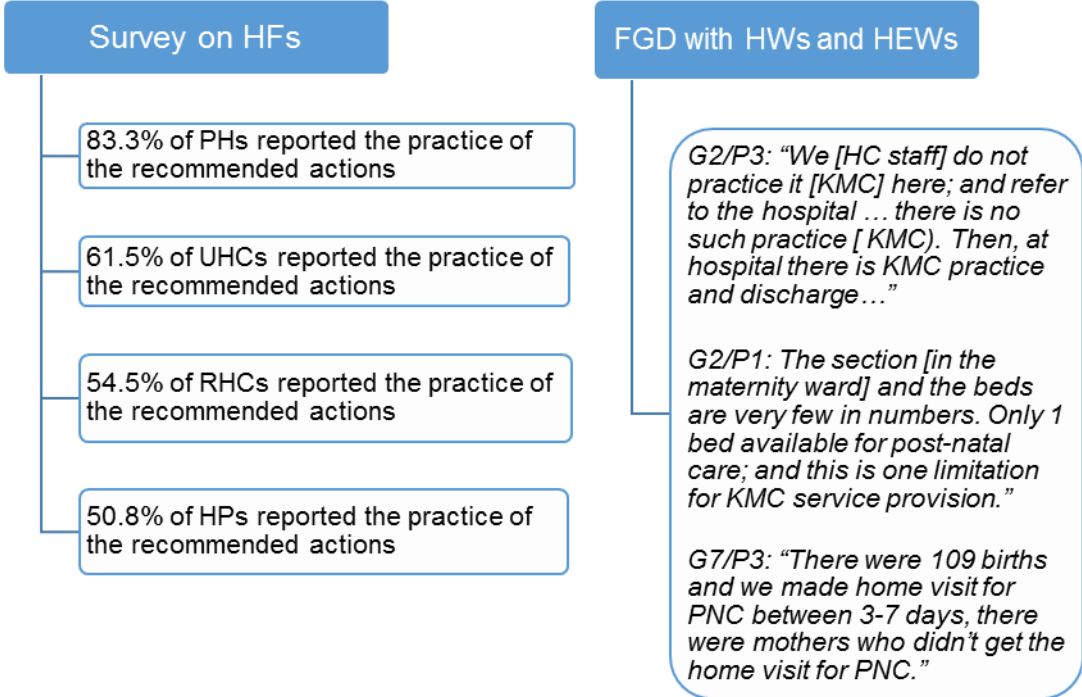 Survey on HFs
83.3% of PHs reported the practice of
the recommended actions
61.5% of UHCs reported the practice of
the recommended actions
54.5% of RHCs reported the practice of
the recommended actions
50.8% of HPs reported the practice of
the recommended actions
FGD with HWs and HEWs
G2/P3: “We [HC staff] do not
practice it [KMC] here; and refer
to the hospital … there is no
such practice [ KMC). Then, at
hospital there is KMC practice
and discharge…”
G2/P1: The section [in the
maternity ward] and the beds
are very few in numbers. Only 1
bed available for post-natal
care; and this is one limitation
for KMC service provision.”
G7/P3: “There were 109 births
and we made home visit for
PNC between 3-7 days, there
were mothers who didn’t get the
home visit for PNC.”